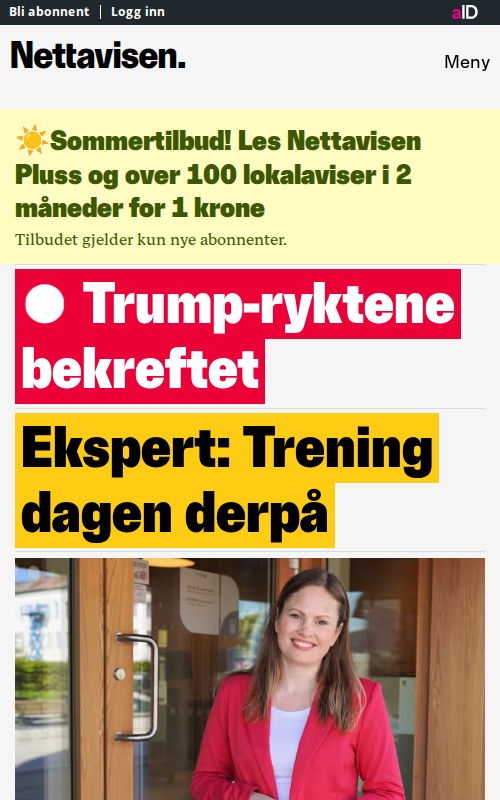 Bli abonnent
Logg inn
aID
Nettavisen.
Meny
Sommertilbud! Les Nettavisen
Pluss og over 100 lokalaviser i 2
måneder for 1 krone
Tilbudet gjelder kun nye abonnenter.
Trump-ryktene
bekreftet
Ekspert: Trening
dagen derpå